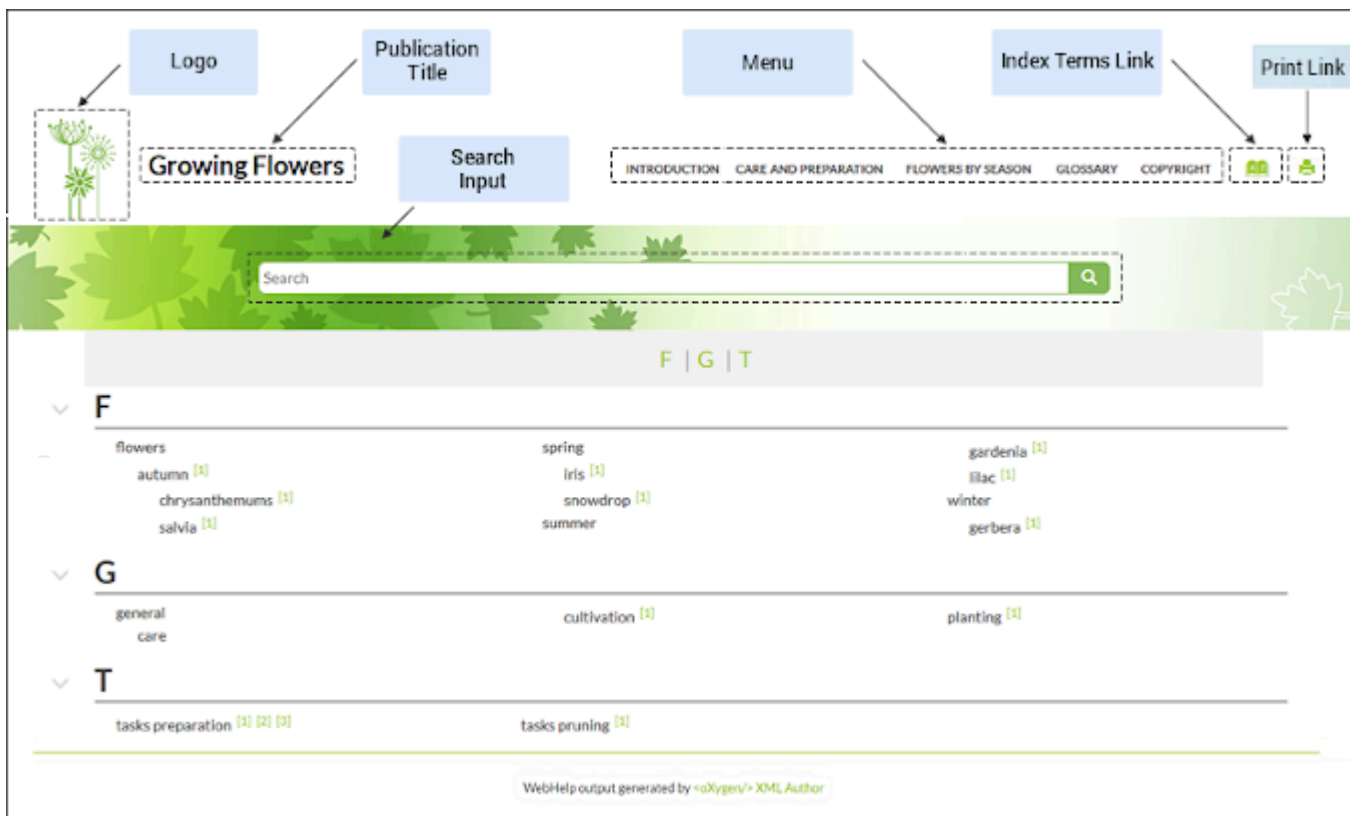 Logo
Publication
Title
Menu
Index Terms Link
Print Link
Growing Flowers
Search
Input
INTRODUCTION CARE AND PREPARATION FLOWERS BY SEASON GLOSSARY COPYRIGHT
Search
F | G | T
F
flowers spring gardenia [1]
autumn [1] iris [1] lilac [1]
chrysanthemums [1] snowdrop [1] winter
salvia [1] summer gerbera [1]
G
general cultivation [1] planting [1]
care
T
tasks preparation [1] [2] [3] tasks pruning [1]
WebHelp output generated by <oXygen/> XML Author